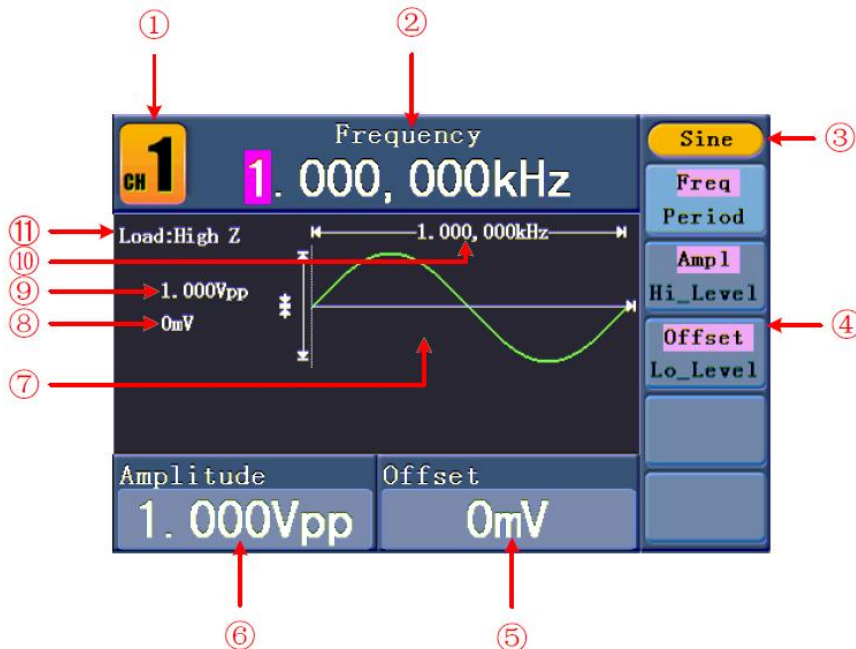 ① ②
Frequency
CH 1
1.000,000kHz
Sine ③
Freq
Period
⑪ Load:High Z
1.000,000kHz
⑩
Ampl
Hi_Level
⑨ 1.000Vpp
⑧ 0mV
Offset
Lo_Level
④
⑦
Amplitude
1.000Vpp
Offset
0mV
⑥ ⑤